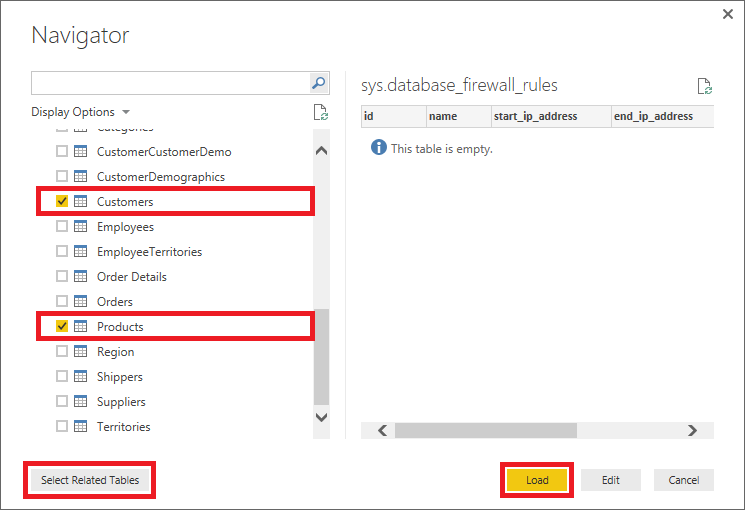 Navigator
Display Options
Categories
CustomerCustomerDemo
CustomerDemographics
Customers
Employees
EmployeeTerritories
Order Details
Orders
Products
Region
Shippers
Suppliers
Territories
Select Related Tables
sys.database_firewall_rules
id name start_ip_address end_ip_address
This table is empty.
Load Edit Cancel